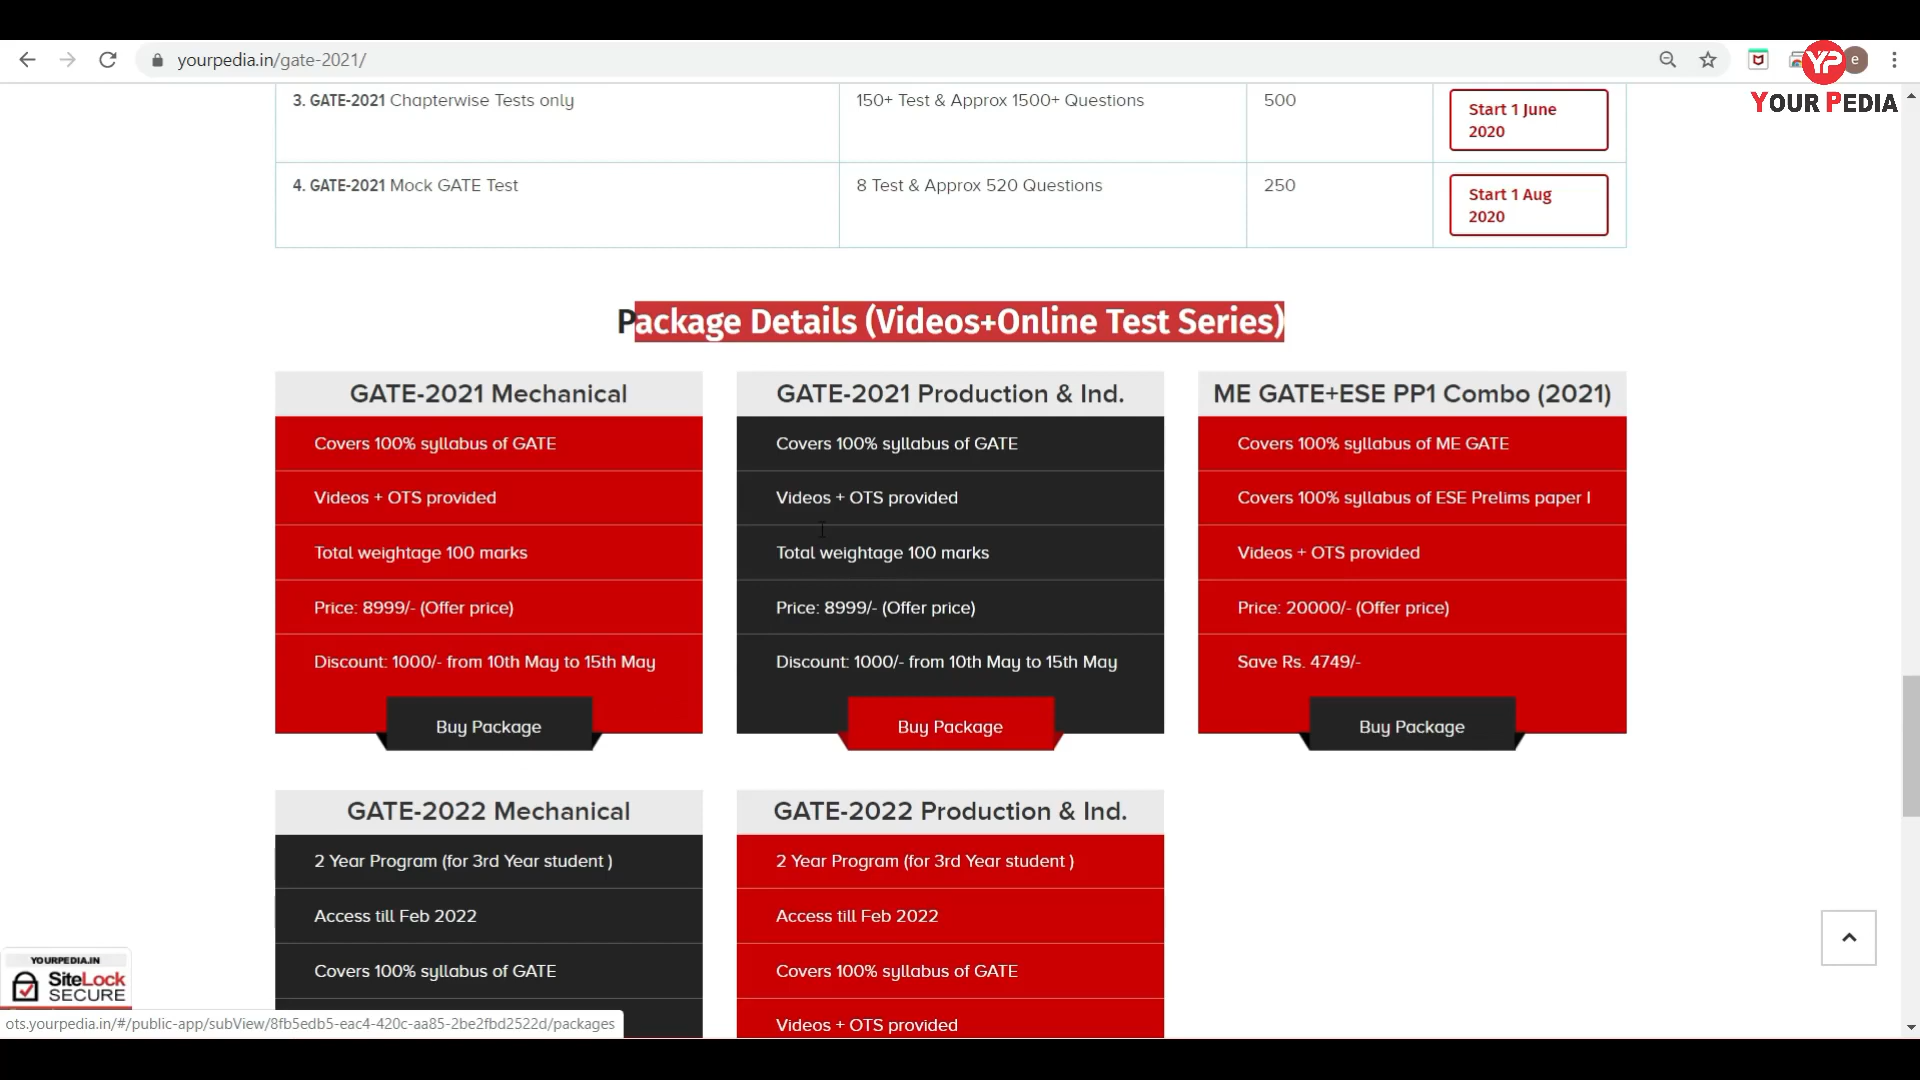 yourpedia.in/gate-2021/
e
YP
YOUR PEDIA
3. GATE-2021 Chapterwise Tests only
150+ Test & Approx 1500+ Questions
500
Start 1 June
2020
4. GATE-2021 Mock GATE Test
8 Test & Approx 520 Questions
250
Start 1 Aug
2020
Package Details (Videos+Online Test Series)
GATE-2021 Mechanical
Covers 100% syllabus of GATE
Videos + OTS provided
Total weightage 100 marks
Price: 8999/- (Offer price)
Discount: 1000/- from 10th May to 15th May
Buy Package
GATE-2021 Production & Ind.
Covers 100% syllabus of GATE
Videos + OTS provided
Total weightage 100 marks
Price: 8999/- (Offer price)
Discount: 1000/- from 10th May to 15th May
Buy Package
ME GATE+ESE PP1 Combo (2021)
Covers 100% syllabus of ME GATE
Covers 100% syllabus of ESE Prelims paper I
Videos + OTS provided
Price: 20000/- (Offer price)
Save Rs. 4749/-
Buy Package
GATE-2022 Mechanical
2 Year Program (for 3rd Year student )
Access till Feb 2022
Covers 100% syllabus of GATE
GATE-2022 Production & Ind.
2 Year Program (for 3rd Year student )
Access till Feb 2022
Covers 100% syllabus of GATE
Videos + OTS provided
YOURPEDIA.IN
SiteLock
SECURE
ots.yourpedia.in/#/public-app/subView/8fb5edb5-eac4-420c-aa85-2be2fbd2522d/packages